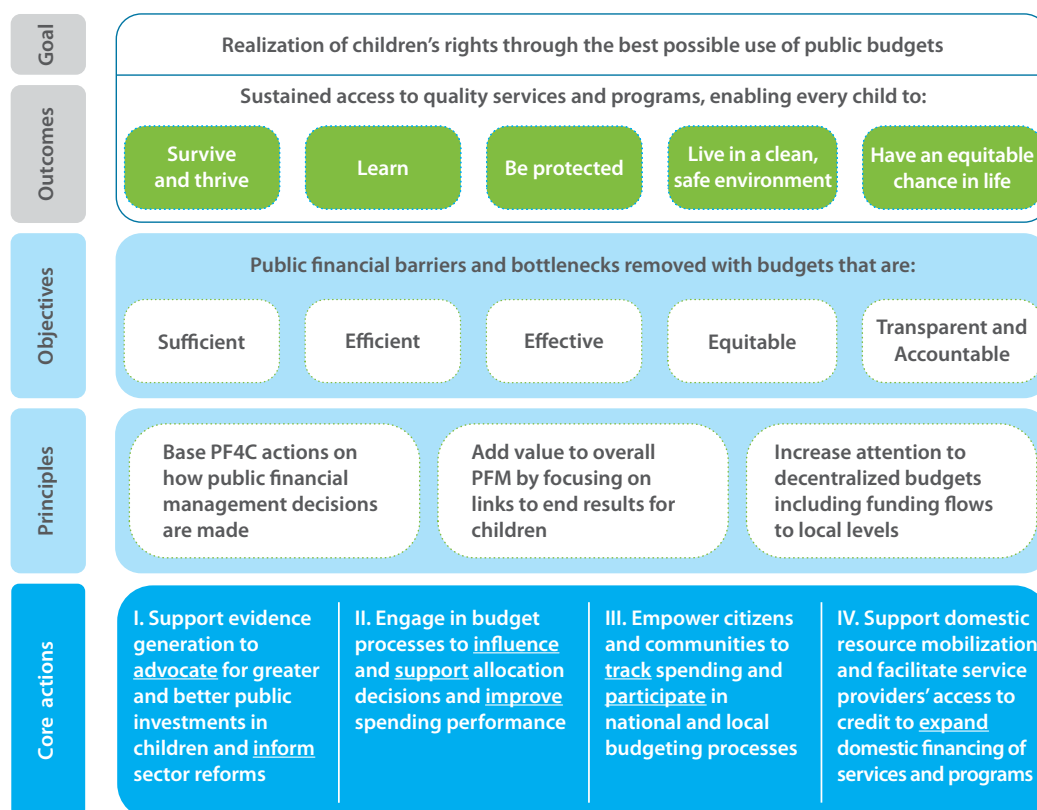 Goal
Realization of children’s rights through the best possible use of public budgets
Outcomes
Sustained access to quality services and programs, enabling every child to:
Survive
and thrive
Learn
Be protected
Live in a clean,
safe environment
Have an equitable
chance in life
Objectives
Public financial barriers and bottlenecks removed with budgets that are:
Sufficient
Efficient
Effective
Equitable
Transparent and
Accountable
Principles
Base PF4C actions on
how public financial
management decisions
are made
Add value to overall
PFM by focusing on
links to end results for
children
Increase attention to
decentralized budgets
including funding flows
to local levels
Core actions
I. Support evidence
generation to
advocate for greater
and better public
investments in
children and inform
sector reforms
II. Engage in budget
processes to influence
and support allocation
decisions and improve
spending performance
III. Empower citizens
and communities to
track spending and
participate in
national and local
budgeting processes
IV. Support domestic
resource mobilization
and facilitate service
providers’ access to
credit to expand
domestic financing of
services and programs